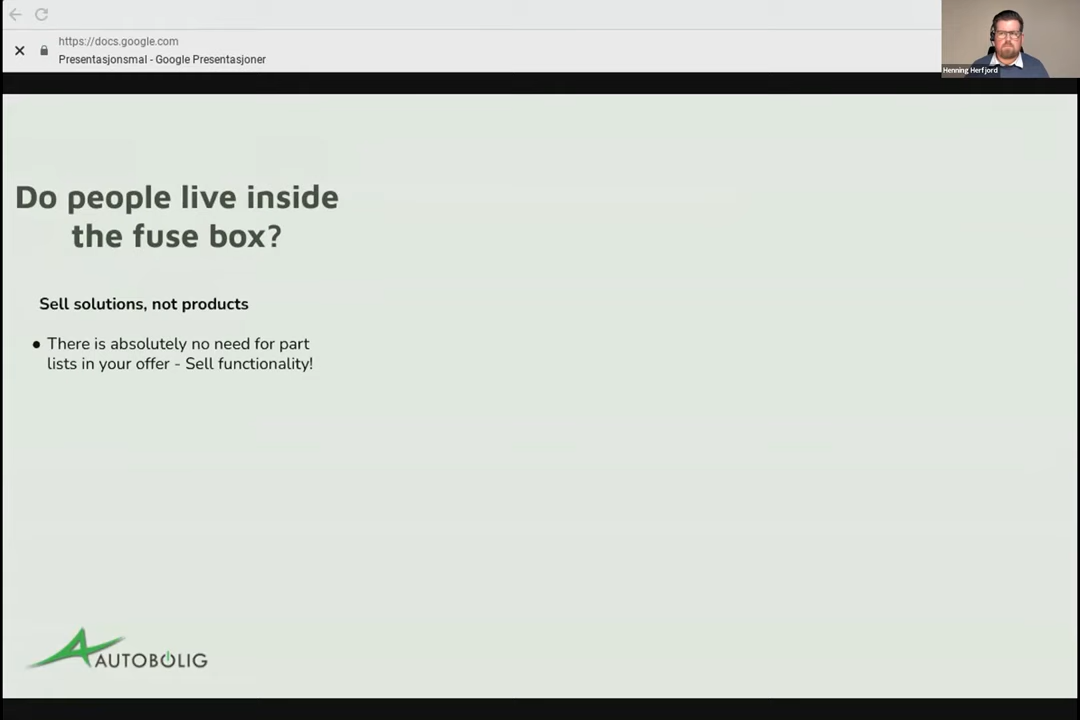 https://docs.google.com
Presentasjonsmal - Google Presentasjoner
Henning Herfjord
Do people live inside
the fuse box?
Sell solutions, not products
● There is absolutely no need for part
lists in your offer - Sell functionality!
AUTOBOLIG